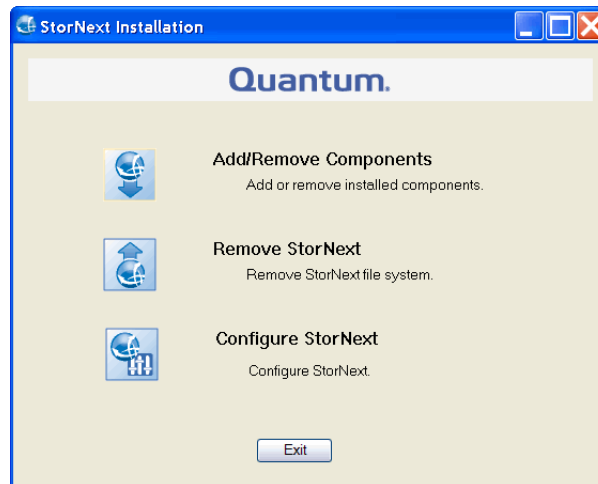 StorNext Installation
Quantum.
Add/Remove Components
Add or remove installed components.
Remove StorNext
Remove StorNext file system.
Configure StorNext
Configure StorNext.
Exit